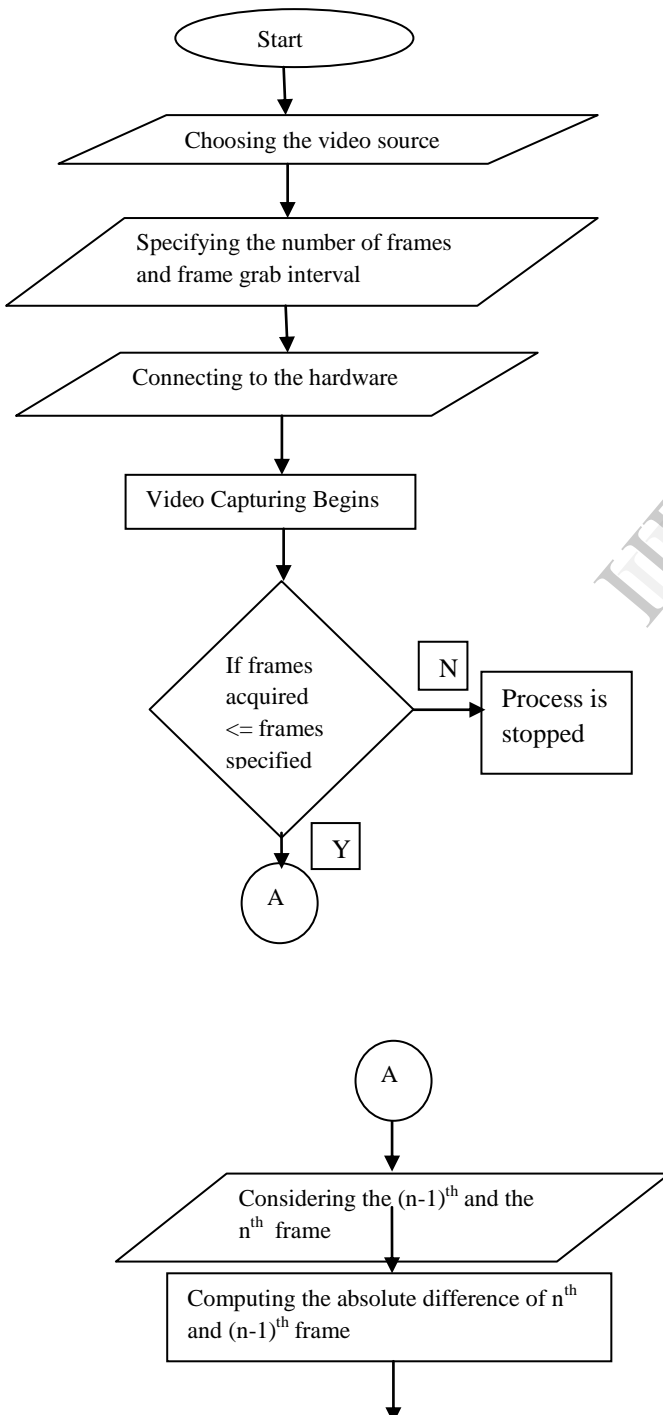 Start
Choosing the video source
Specifying the number of frames
and frame grab interval
Connecting to the hardware
Video Capturing Begins
If frames
acquired
<= frames
specified
N
Process is
stopped
Y
A
A
Considering the (n-1)th and the
nth frame
Computing the absolute difference of nth
and (n-1)th frame